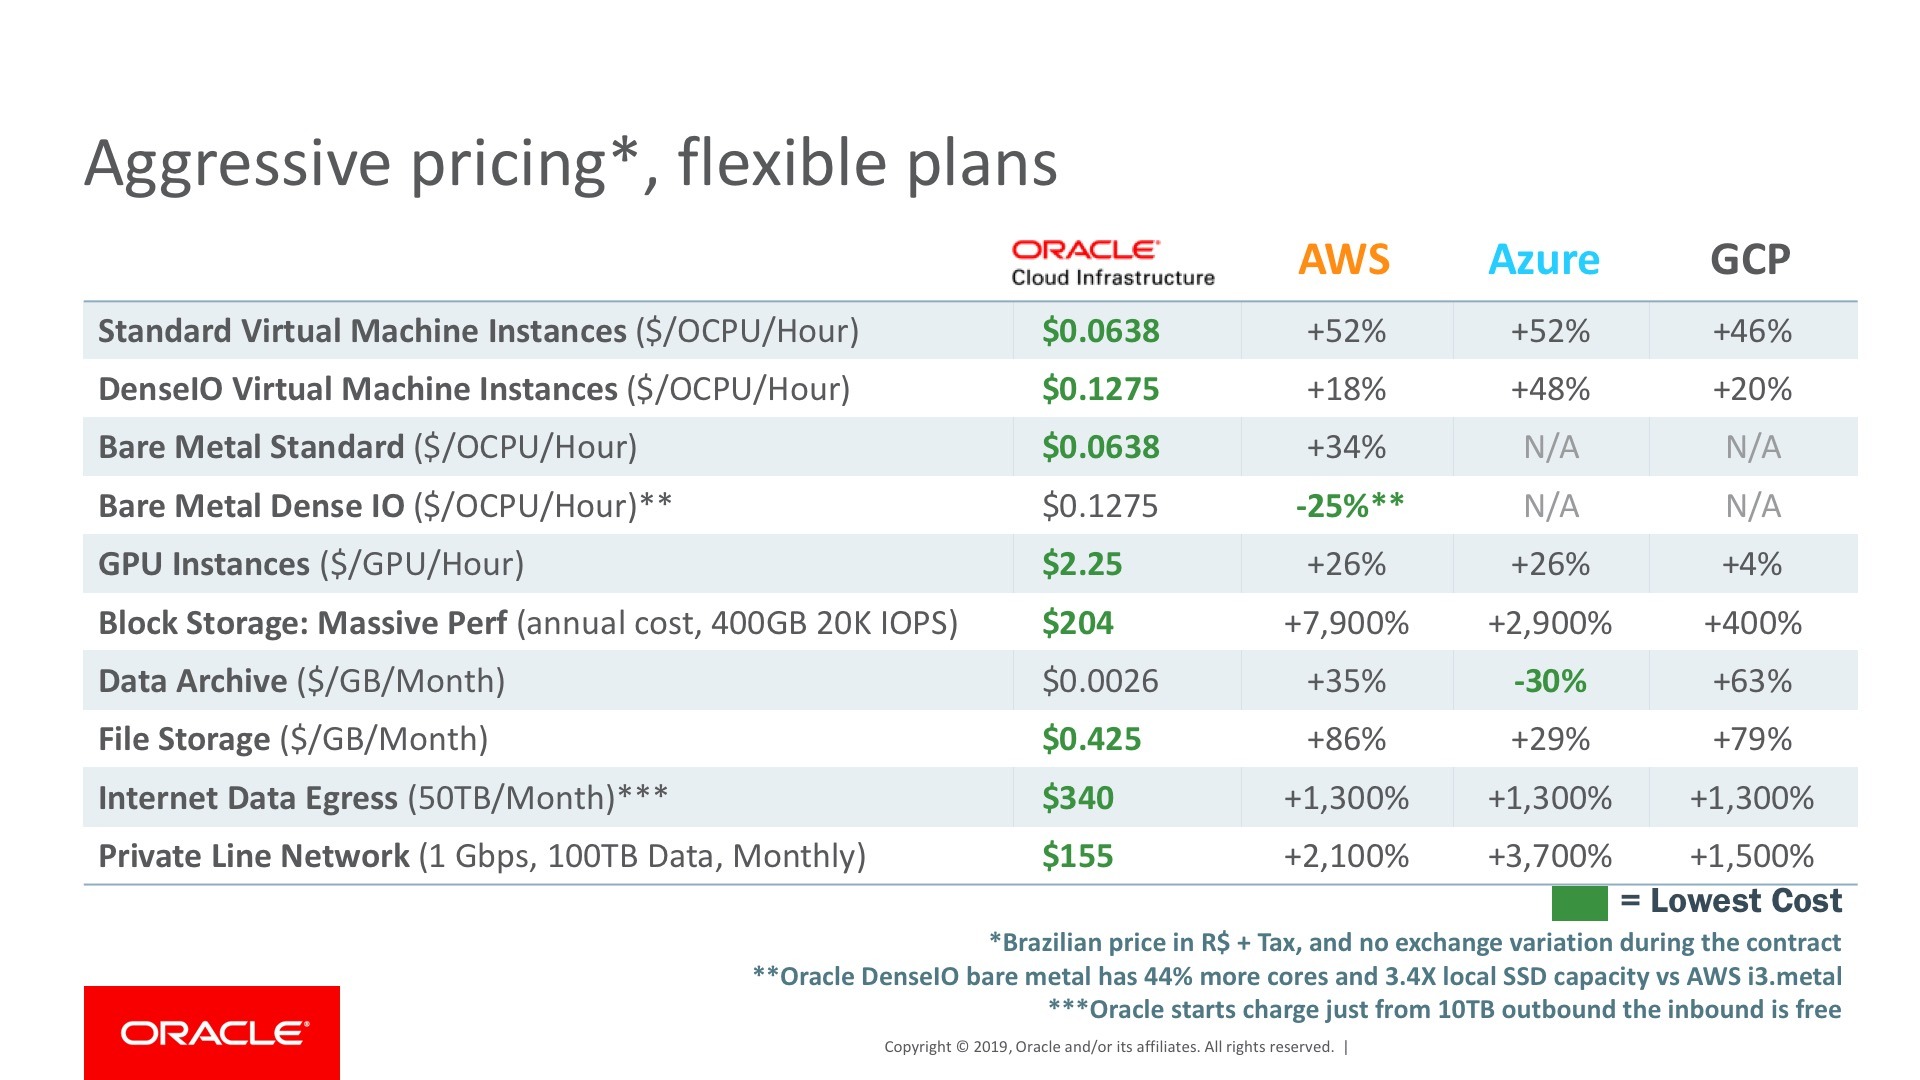 Aggressive pricing*, flexible plans
ORACLE® Cloud Infrastructure AWS Azure GCP
Standard Virtual Machine Instances ($/OCPU/Hour) $0.0638 +52% +52% +46%
DenseIO Virtual Machine Instances ($/OCPU/Hour) $0.1275 +18% +48% +20%
Bare Metal Standard ($/OCPU/Hour) $0.0638 +34% N/A N/A
Bare Metal Dense IO ($/OCPU/Hour)** $0.1275 -25%** N/A N/A
GPU Instances ($/GPU/Hour) $2.25 +26% +26% +4%
Block Storage: Massive Perf (annual cost, 400GB 20K IOPS) $204 +7,900% +2,900% +400%
Data Archive ($/GB/Month) $0.0026 +35% -30% +63%
File Storage ($/GB/Month) $0.425 +86% +29% +79%
Internet Data Egress (50TB/Month)*** $340 +1,300% +1,300% +1,300%
Private Line Network (1 Gbps, 100TB Data, Monthly) $155 +2,100% +3,700% +1,500%
= Lowest Cost
*Brazilian price in R$ + Tax, and no exchange variation during the contract
**Oracle DenseIO bare metal has 44% more cores and 3.4X local SSD capacity vs AWS i3.metal
***Oracle starts charge just from 10TB outbound the inbound is free
ORACLE®
Copyright © 2019, Oracle and/or its affiliates. All rights reserved. |